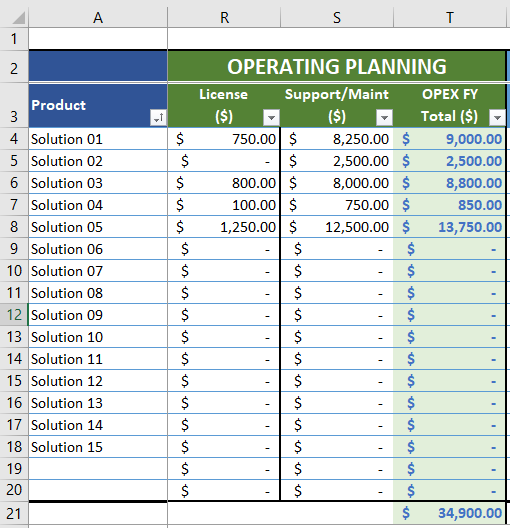 A R S T
1
2 OPERATING PLANNING
3 Product License ($) Support/Maint ($) OPEX FY Total ($)
4 Solution 01 $ 750.00 $ 8,250.00 $ 9,000.00
5 Solution 02 $ - $ 2,500.00 $ 2,500.00
6 Solution 03 $ 800.00 $ 8,000.00 $ 8,800.00
7 Solution 04 $ 100.00 $ 750.00 $ 850.00
8 Solution 05 $ 1,250.00 $ 12,500.00 $ 13,750.00
9 Solution 06 $ - $ - $ -
10 Solution 07 $ - $ - $ -
11 Solution 08 $ - $ - $ -
12 Solution 09 $ - $ - $ -
13 Solution 10 $ - $ - $ -
14 Solution 11 $ - $ - $ -
15 Solution 12 $ - $ - $ -
16 Solution 13 $ - $ - $ -
17 Solution 14 $ - $ - $ -
18 Solution 15 $ - $ - $ -
19 $ - $ - $ -
20 $ - $ - $ -
21 $ 34,900.00